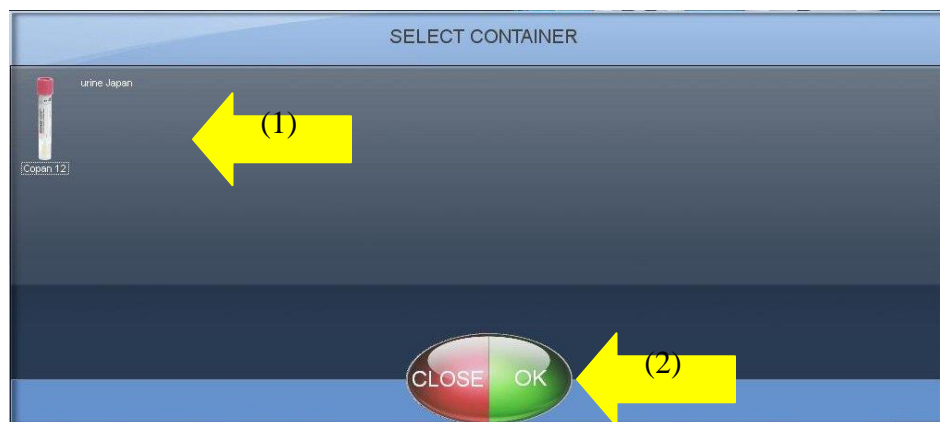 SELECT CONTAINER
urine Japan
(1)
Copan 12
(2)
CLOSE OK